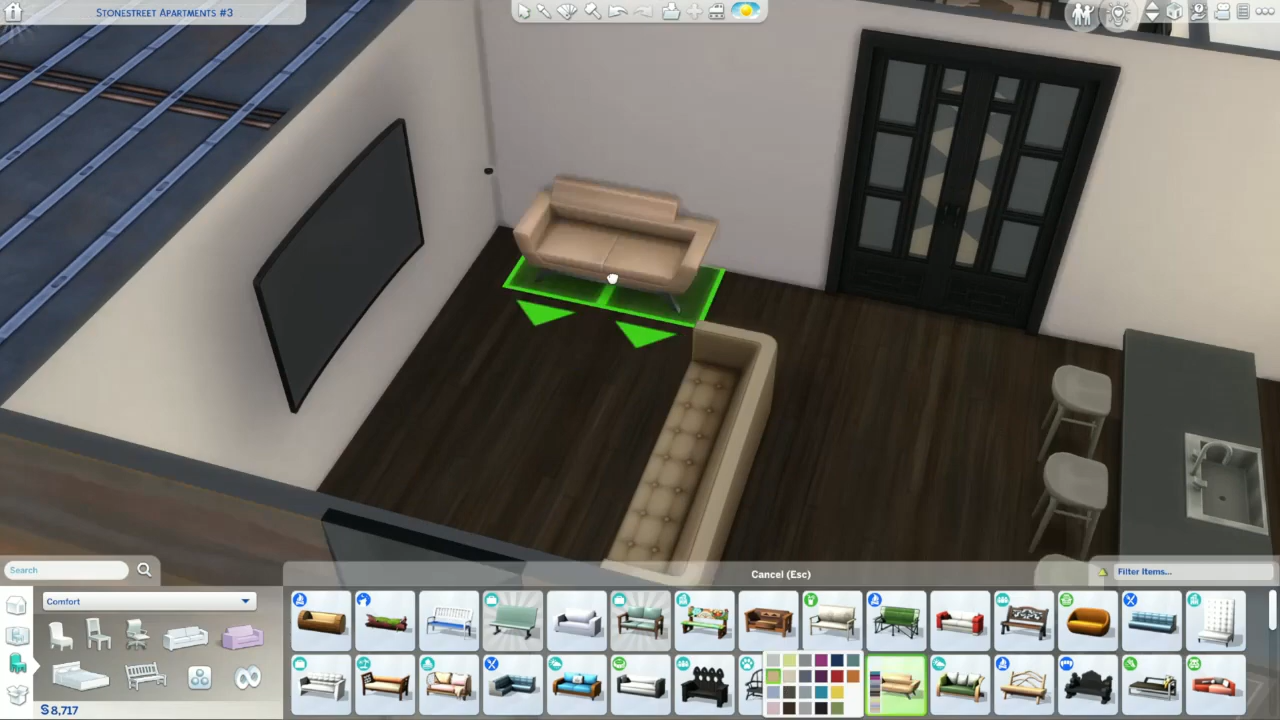 STONESTREET APARTMENTS #3
Cancel (Esc)
Search
Filter Items...
Comfort
§8,717